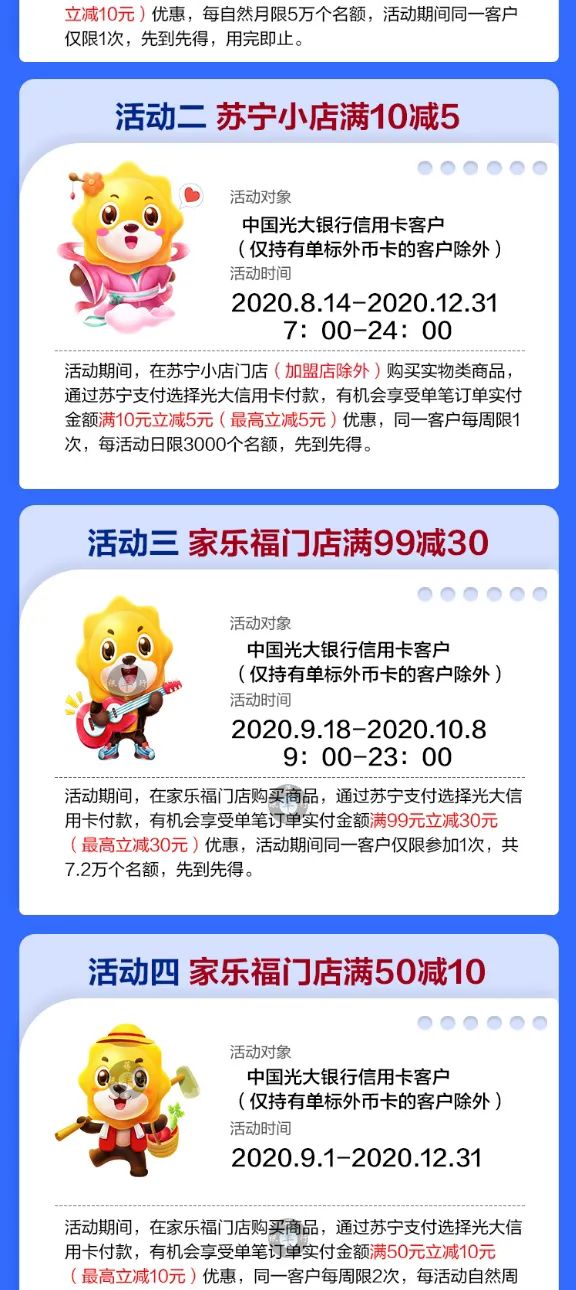 立减10元）优惠，每自然月限5万个名额，活动期间同一客户
仅限1次，先到先得，用完即止。
活动二 苏宁小店满10减5
活动对象
中国光大银行信用卡客户
（仅持有单标外币卡的客户除外）
活动时间
2020.8.14-2020.12.31
7：00-24：00
活动期间，在苏宁小店门店（加盟店除外）购买实物类商品，
通过苏宁支付选择光大信用卡付款，有机会享受单笔订单实付
金额满10元立减5元（最高立减5元）优惠，同一客户每周限1
次，每活动日限3000个名额，先到先得。
活动三 家乐福门店满99减30
活动对象
中国光大银行信用卡客户
（仅持有单标外币卡的客户除外）
活动时间
2020.9.18-2020.10.8
9：00-23：00
活动期间，在家乐福门店购买商品，通过苏宁支付选择光大信
用卡付款，有机会享受单笔订单实付金额满99元立减30元
（最高立减30元）优惠，活动期间同一客户仅限参加1次，共
7.2万个名额，先到先得。
活动四 家乐福门店满50减10
活动对象
中国光大银行信用卡客户
（仅持有单标外币卡的客户除外）
活动时间
2020.9.1-2020.12.31
活动期间，在家乐福门店购买商品，通过苏宁支付选择光大信
用卡付款，有机会享受单笔订单实付金额满50元立减10元
（最高立减10元）优惠，同一客户每周限2次，每活动自然周